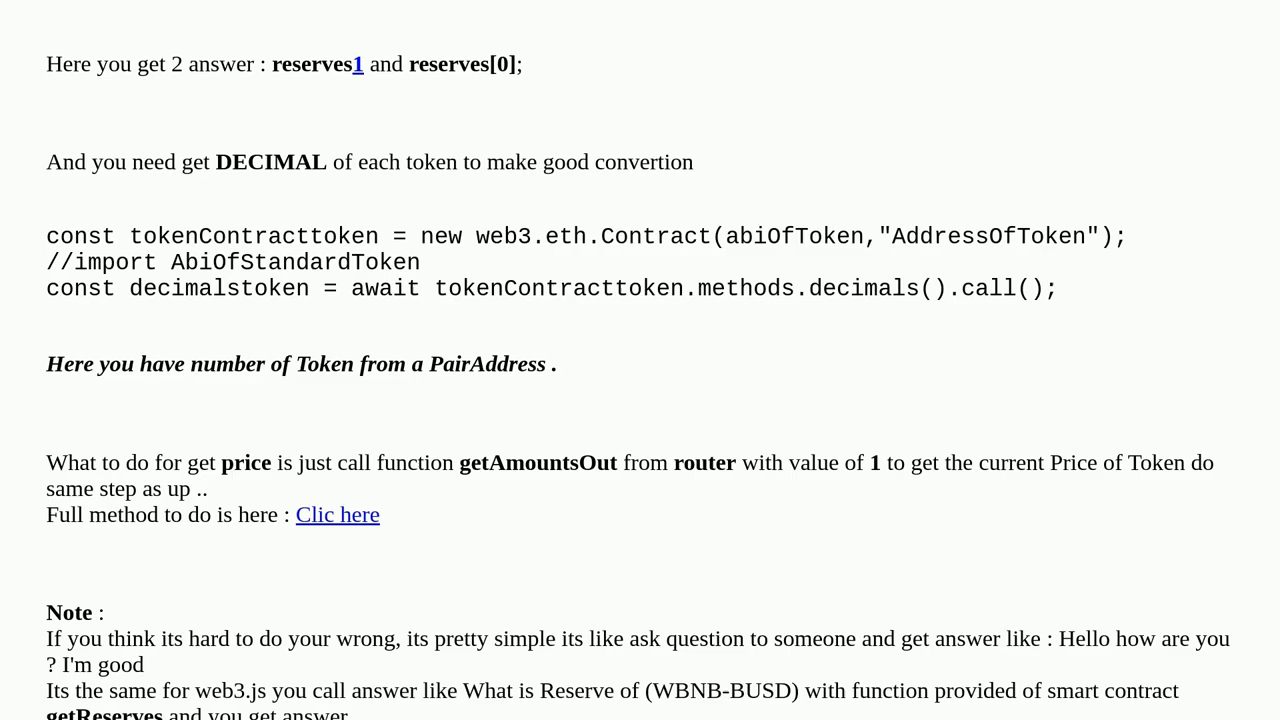 Here you get 2 answer : reserves1 and reserves[0];
And you need get DECIMAL of each token to make good convertion
const tokenContracttoken = new web3.eth.Contract(abiOfToken,"AddressOfToken");
//import AbiOfStandardToken
const decimalstoken = await tokenContracttoken.methods.decimals().call();
Here you have number of Token from a PairAddress .
What to do for get price is just call function getAmountsOut from router with value of 1 to get the current Price of Token do
same step as up ..
Full method to do is here : Clic here
Note :
If you think its hard to do your wrong, its pretty simple its like ask question to someone and get answer like : Hello how are you
? I'm good
Its the same for web3.js you call answer like What is Reserve of (WBNB-BUSD) with function provided of smart contract
getReserves and you get answer